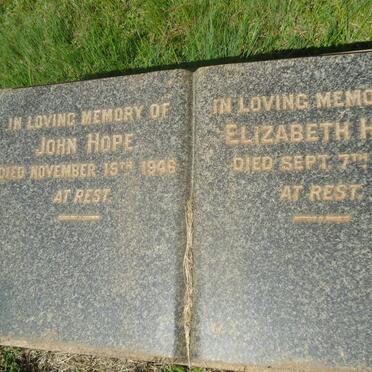 IN LOVING MEMORY OF
JOHN HOPE
DIED NOVEMBER 15TH 1946
AT REST.
IN LOVING
ELIZABETH
DIED SEPT. 7TH
AT REST.